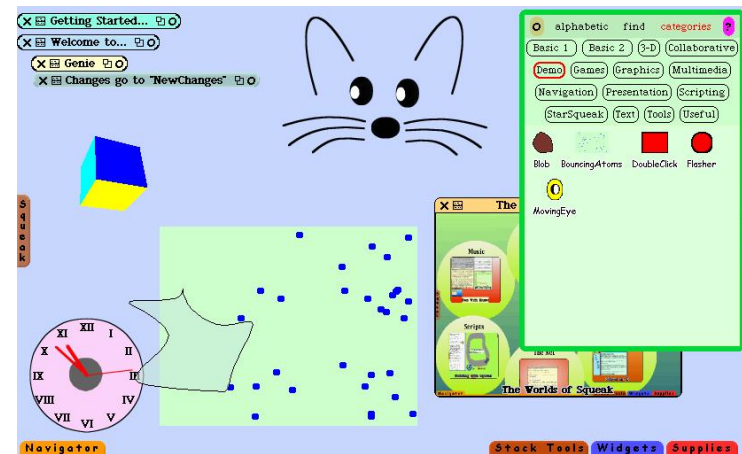 Getting Started...
Welcome to...
Genie
Changes go to "NewChanges"
alphabetic find categories ?
Basic 1 Basic 2 3-D Collaborative
Demo Games Graphics Multimedia
Navigation Presentation Scripting
StarSqueak Text Tools Useful
Blob BouncingAtoms DoubleClick Flasher
MovingEye
Squeak
The
Music
Scripts
The Worlds of Squeak
XII
XI I
X II
IX III
VIII IV
VII V
VI
Navigator
Stack Tools Widgets Supplies